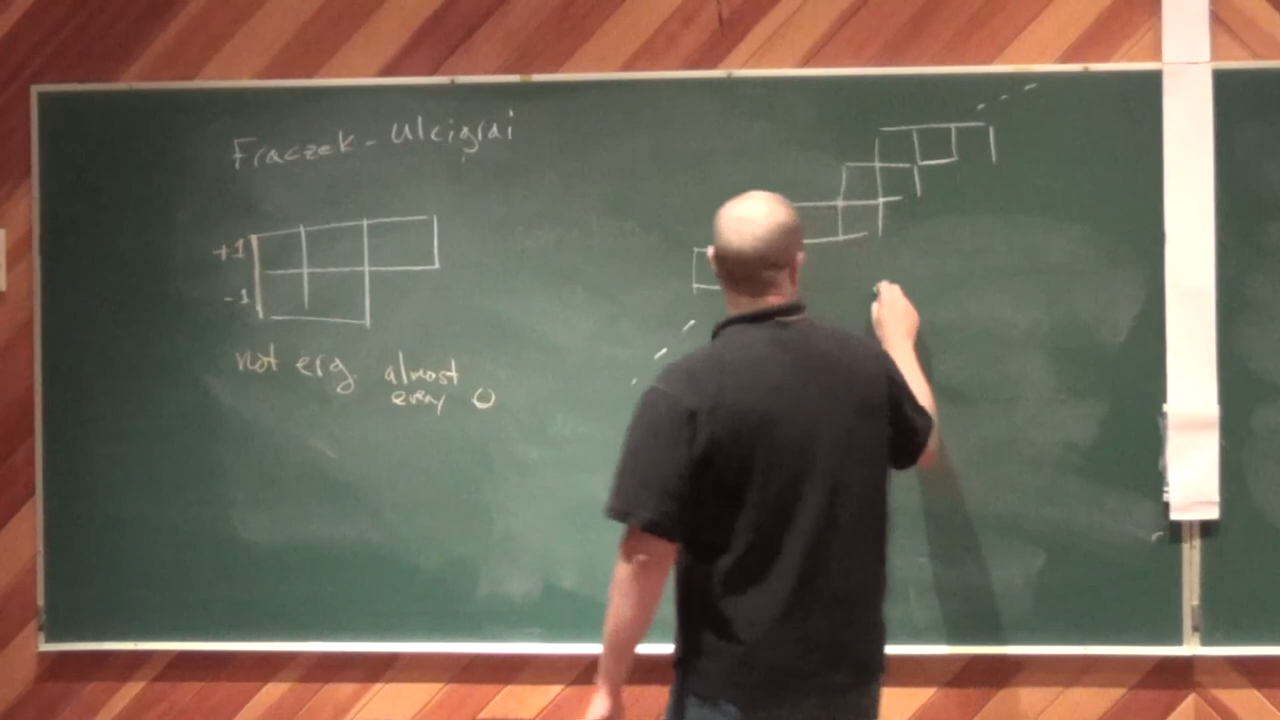 Fraczek - Ulcigrai
+1
-1
not erg. almost
every θ